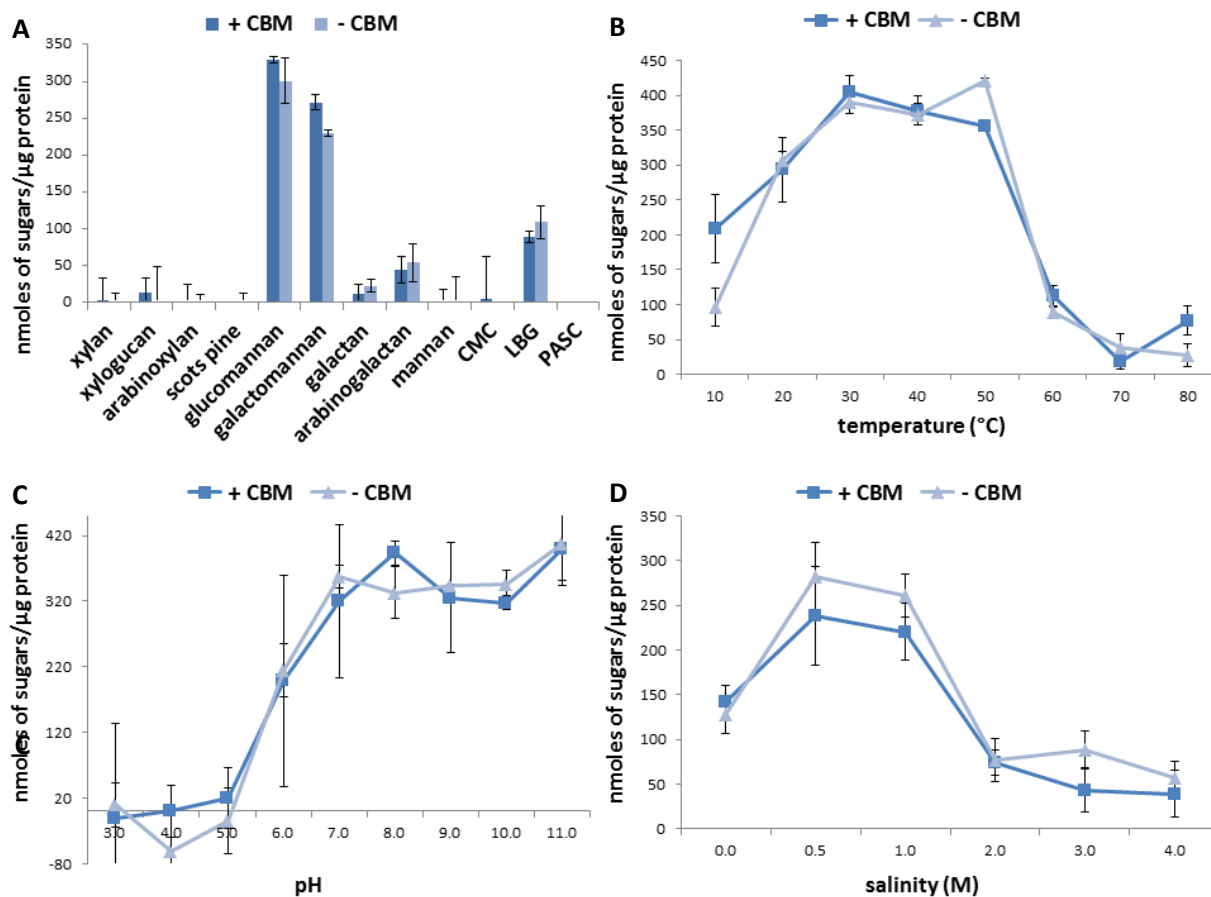 A
+ CBM - CBM
nmoles of sugars/µg protein
350
300
250
200
150
100
50
0
xylan
xylogucan
arabinoxylan
scots pine
glucomannan
galactomannan
galactan
arabinogalactan
mannan
CMC
LBG
PASC
B
+ CBM - CBM
nmoles of sugars/µg protein
450
400
350
300
250
200
150
100
50
0
10 20 30 40 50 60 70 80
temperature (°C)
C
+ CBM - CBM
nmoles of sugars/µg protein
C
420
320
220
120
20
-80
3.0 4.0 5.0 6.0 7.0 8.0 9.0 10.0 11.0
pH
D
+ CBM - CBM
nmoles of sugars/µg protein
350
300
250
200
150
100
50
0
0.0 0.5 1.0 2.0 3.0 4.0
salinity (M)